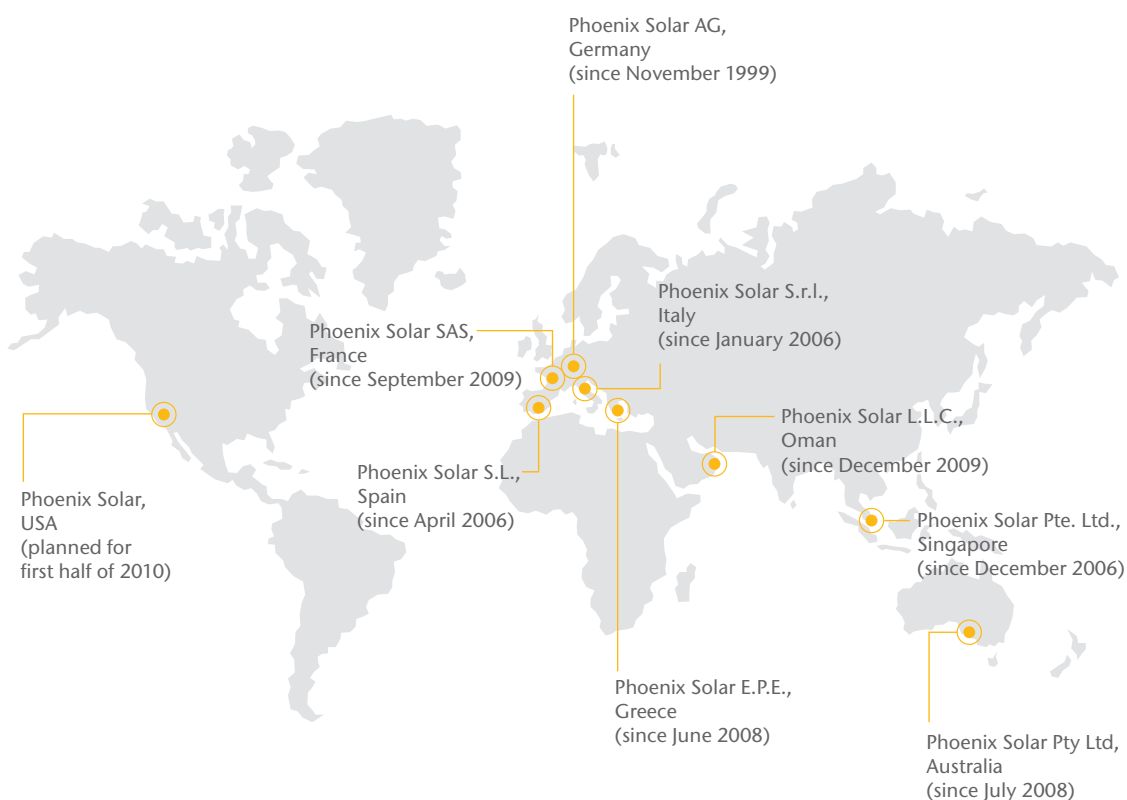 Phoenix Solar AG,
Germany
(since November 1999)
Phoenix Solar S.r.l.,
Italy
(since January 2006)
Phoenix Solar SAS,
France
(since September 2009)
Phoenix Solar L.L.C.,
Oman
(since December 2009)
Phoenix Solar S.L.,
Spain
(since April 2006)
Phoenix Solar,
USA
(planned for
first half of 2010)
Phoenix Solar Pte. Ltd.,
Singapore
(since December 2006)
Phoenix Solar E.P.E.,
Greece
(since June 2008)
Phoenix Solar Pty Ltd,
Australia
(since July 2008)